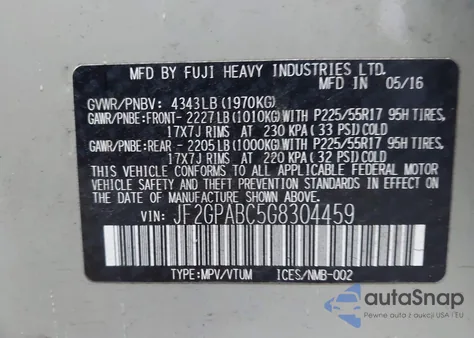 MFD BY FUJI HEAVY INDUSTRIES LTD.
05/16
GVWR/PNBV: 4343LB (1970KG)
GAWR/PNBE:FRONT- 2227LB (1010KG)WITH P225/55R17 95H TIRES,
17X7J RIMS AT 230 KPA (33 PSI)COLD
GAWR/PNBE:REAR - 2205LB (1000KG)WITH P225/55R17 95H TIRES,
17X7J RIMS AT 220 KPA (32 PSI)COLD
THIS VEHICLE CONFORMS TO ALL APPLICABLE FEDERAL MOTOR
VEHICLE SAFETY AND THEFT PREVENTION STANDARDS IN EFFECT
ON THE DATE OF MANUFACTURE SHOWN ABOVE.
VIN: JF2GPABC5G8304459
TYPE:MPV/VTUM ICES/NMB-002
autoSnap
Pewne auto z USA i TU